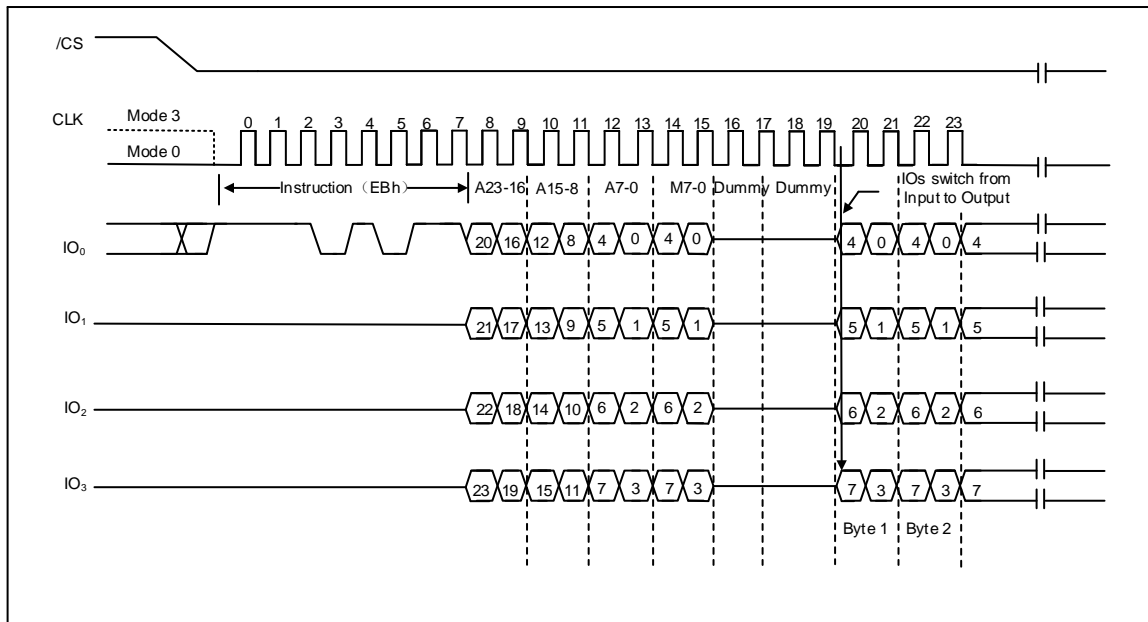 /CS
CLK
Mode 3
Mode 0
0 1 2 3 4 5 6 7 8 9 10 11 12 13 14 15 16 17 18 19 20 21 22 23
Instruction（EBh） A23-16 A15-8 A7-0 M7-0 Dummy Dummy
IOs switch from
Input to Output
IO₀ 20 16 12 8 4 0 4 0 4 0 4 0 4
IO₁ 21 17 13 9 5 1 5 1 5 1 5 1 5
IO₂ 22 18 14 10 6 2 6 2 6 2 6 2 6
IO₃ 23 19 15 11 7 3 7 3 7 3 7 3 7
Byte 1 Byte 2